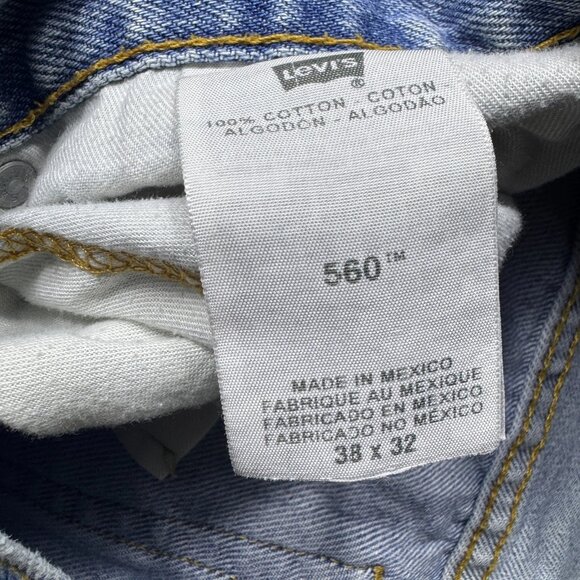 Levi's
®
100% COTTON - COTON
ALGODON - ALGODÃO
560™
MADE IN MEXICO
FABRIQUE AU MEXIQUE
FABRICADO EN MEXICO
FABRICADO NO MEXICO
38 x 32